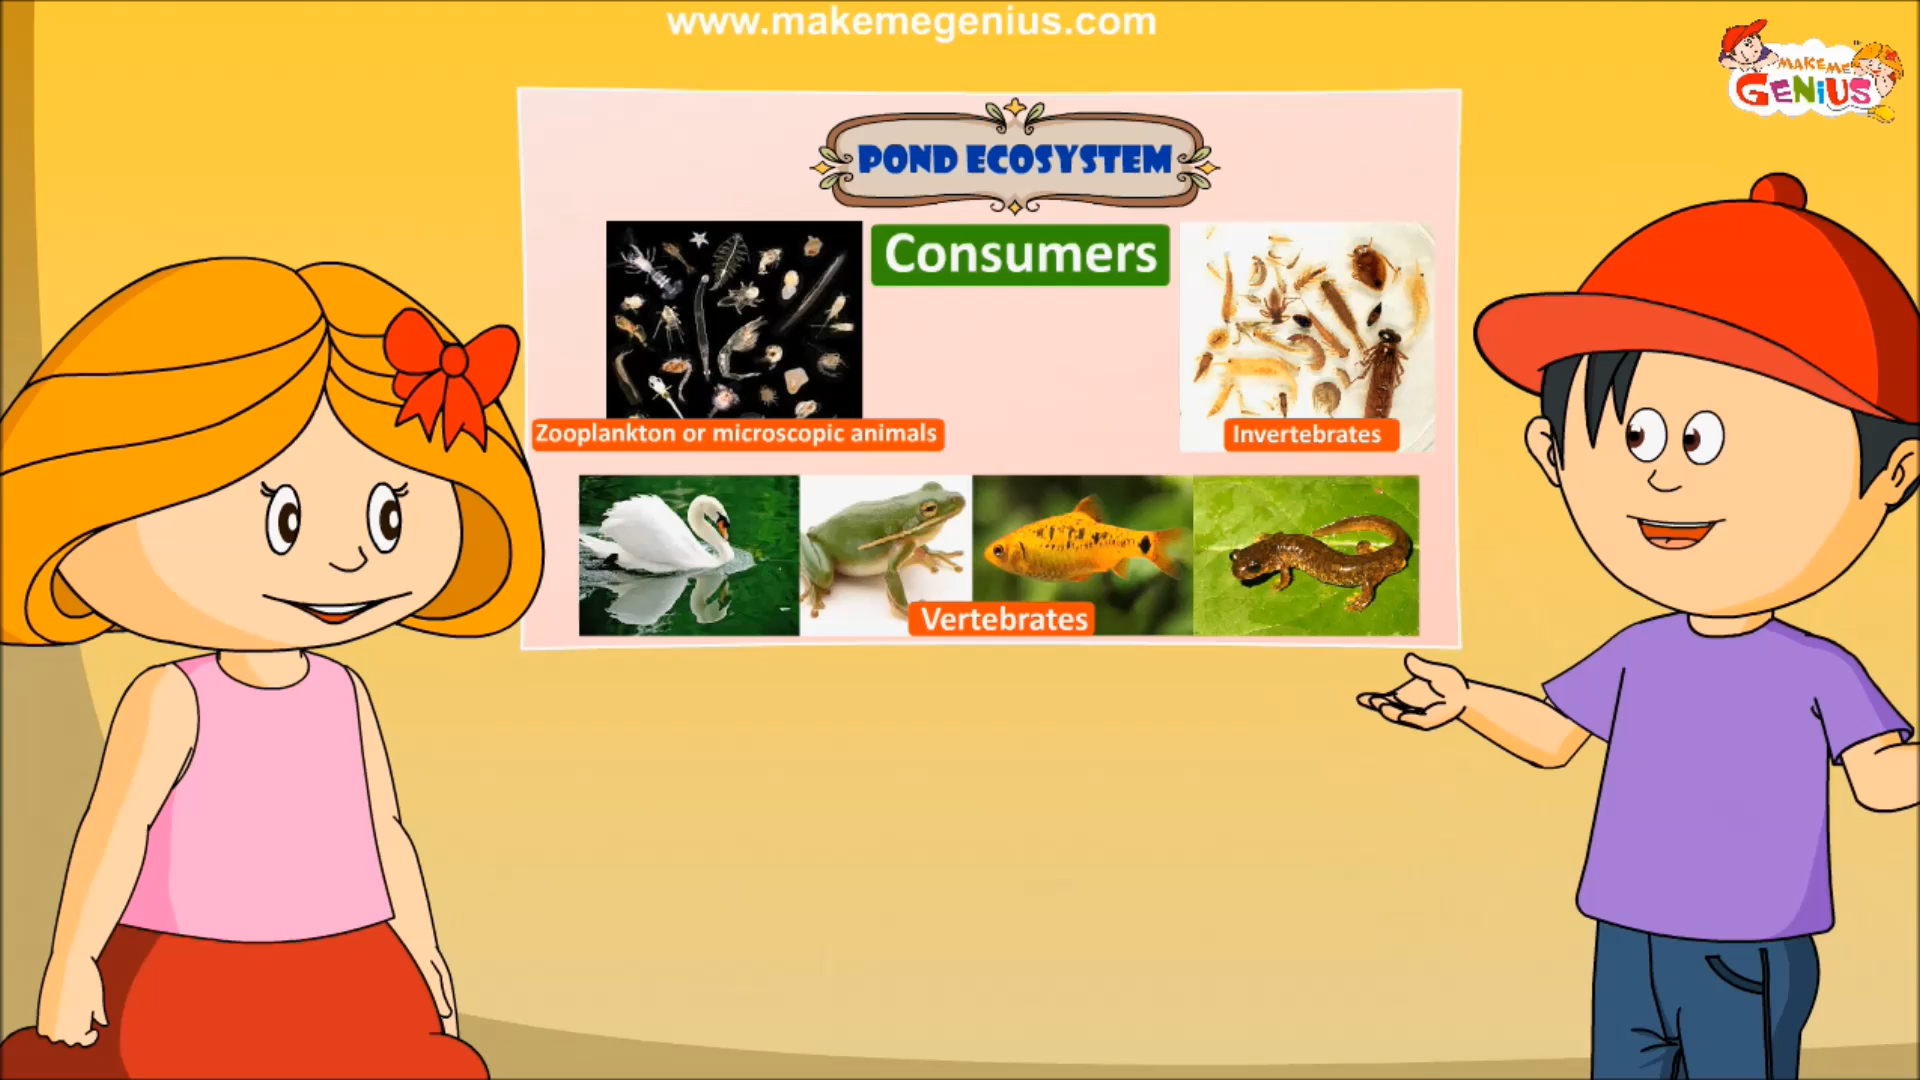 www.makemegenius.com
MAKE ME
GENiUS
POND ECOSYSTEM
Consumers
Zooplankton or microscopic animals
Invertebrates
Vertebrates